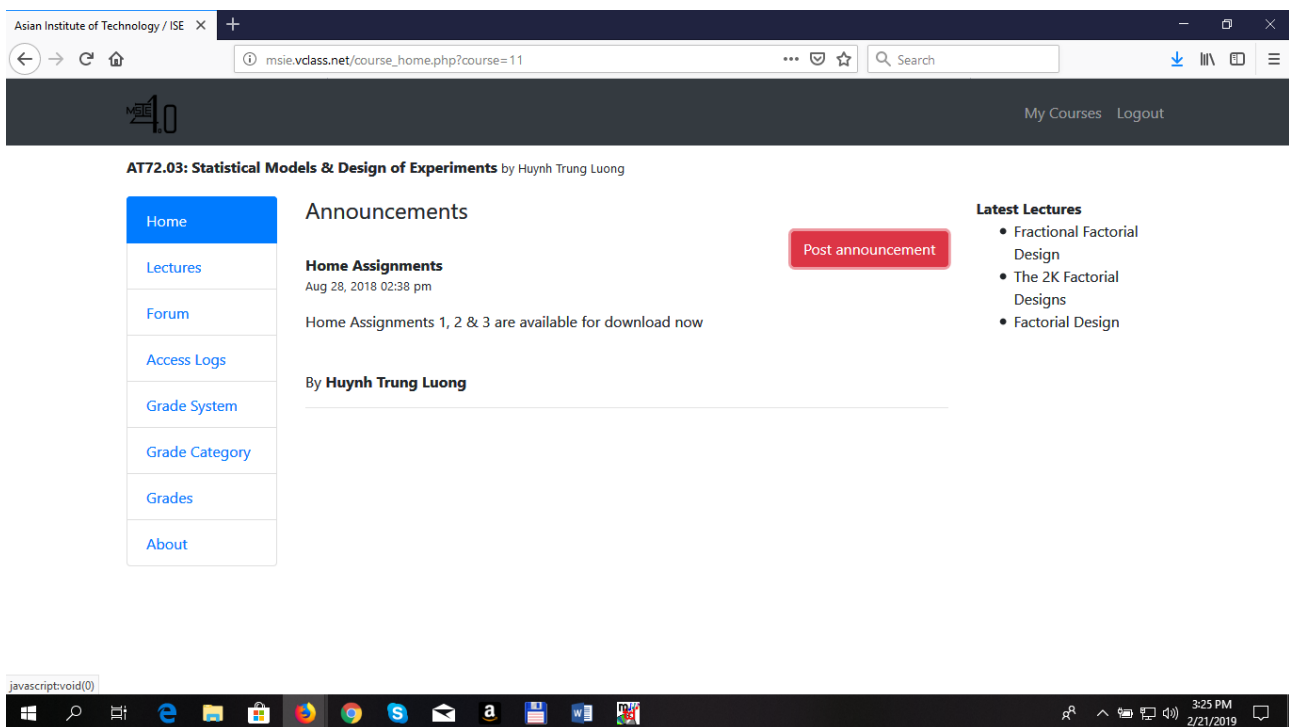 Asian Institute of Technology / ISE
msie.vclass.net/course_home.php?course=11
Search
MSIE 4.0
My Courses Logout
AT72.03: Statistical Models & Design of Experiments by Huynh Trung Luong
Home
Lectures
Forum
Access Logs
Grade System
Grade Category
Grades
About
Announcements
Post announcement
Home Assignments
Aug 28, 2018 02:38 pm
Home Assignments 1, 2 & 3 are available for download now
By Huynh Trung Luong
Latest Lectures
Fractional Factorial
Design
The 2K Factorial
Designs
Factorial Design
javascript:void(0)
3:25 PM
2/21/2019